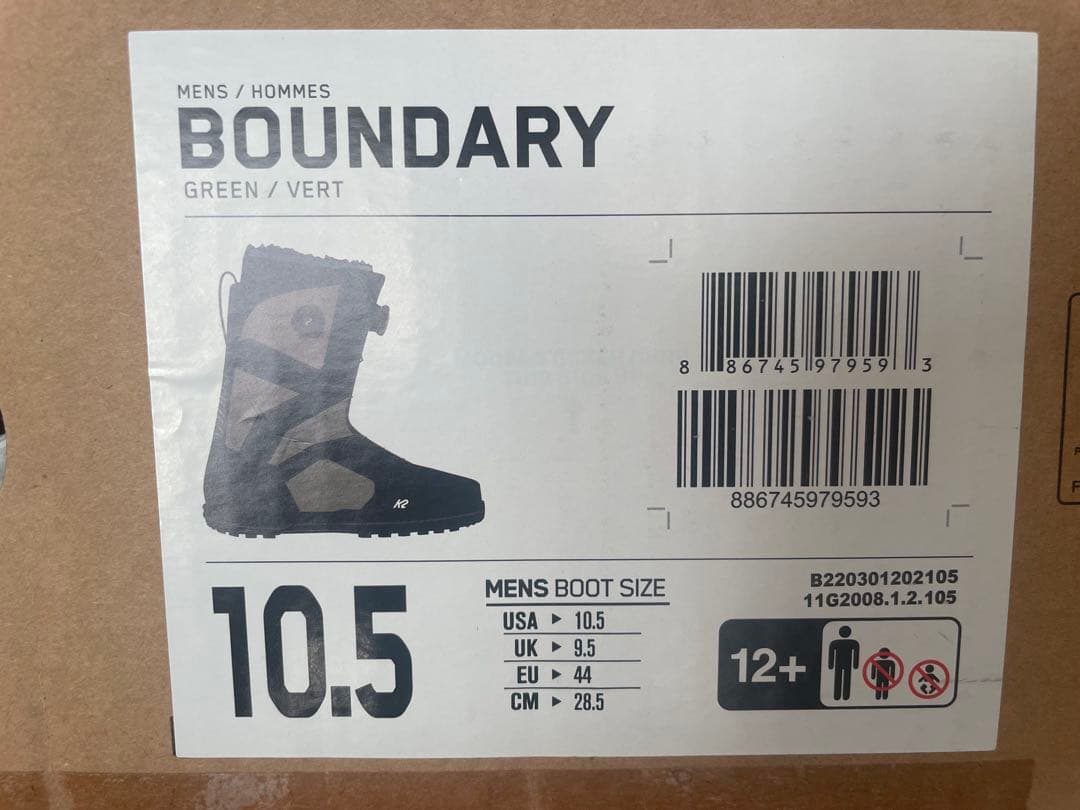 MENS / HOMMES
BOUNDARY
GREEN / VERT
K2
8 86745 97959 3
886745979593
10.5
MENS BOOT SIZE
USA ▶ 10.5
UK ▶ 9.5
EU ▶ 44
CM ▶ 28.5
B220301202105
11G2008.1.2.105
12+